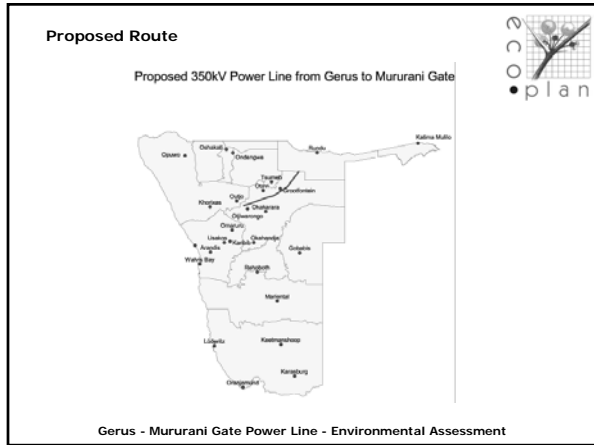 Proposed Route
eco•plan
Proposed 350kV Power Line from Gerus to Mururani Gate
Katima Mulilo
Oshakati
Ondangwa
Rundu
Opuwo
Tsumeb
Otavi
Grootfontein
Outjo
Khorixas
Okakarara
Otjiwarongo
Omaruru
Usakos
Karibib
Okahandja
Arandis
Gobabis
Walvis Bay
Rehoboth
Mariental
Lüderitz
Keetmanshoop
Karasburg
Oranjemund
Gerus - Mururani Gate Power Line - Environmental Assessment